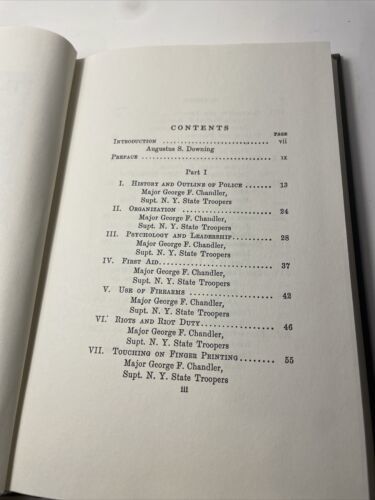 CONTENTS
PAGE
INTRODUCTION .............................. vii
Augustus S. Downing
PREFACE .................................... ix
Part I
I. HISTORY AND OUTLINE OF POLICE ....... 13
Major George F. Chandler,
Supt. N. Y. State Troopers
II. ORGANIZATION ......................... 24
Major George F. Chandler,
Supt. N. Y. State Troopers
III. PSYCHOLOGY AND LEADERSHIP.......... 28
Major George F. Chandler,
Supt. N. Y. State Troopers
IV. FIRST AID............................. 37
Major George F. Chandler,
Supt. N. Y. State Troopers
V. USE OF FIREARMS ..................... 42
Major George F. Chandler,
Supt. N. Y. State Troopers
VI. RIOTS AND RIOT DUTY................. 46
Major George F. Chandler,
Supt. N. Y. State Troopers
VII. TOUCHING ON FINGER PRINTING........ 55
Major George F. Chandler,
Supt. N. Y. State Troopers
iii